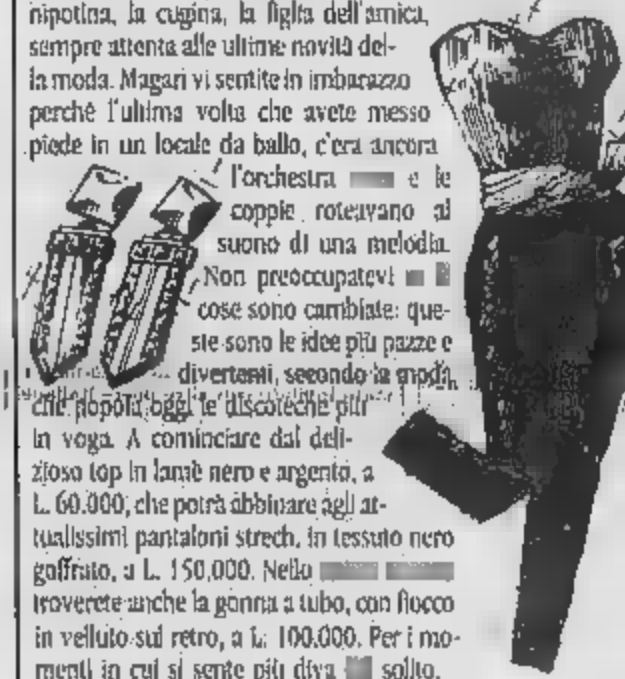 nipotina, la cugina, la figlia dell'amica,
sempre attenta alle ultime novità del-
la moda. Magari vi sentite in imbarazzo
perchè l'ultima volta che avete messo
piede in un locale da ballo, c'era ancora
l'orchestra e le
coppie roteavano al
suono di una melodia.
Non preoccupatevi
cose sono cambiate: que-
ste sono le idee più pazze e
divertenti, secondo la moda,
che popola oggi le discoteche più
in voga. A cominciare dal deli-
zioso top in lamè nero e argento, a
L. 60.000, che potrà abbinare agli at-
tualissimi pantaloni strech, in tessuto nero
goffrato, a L. 150.000. Nello
troverete anche la gonna a tubo, con fiocco
in velluto sul retro, a L. 100.000. Per i mo-
menti in cui si sente più diva solito,